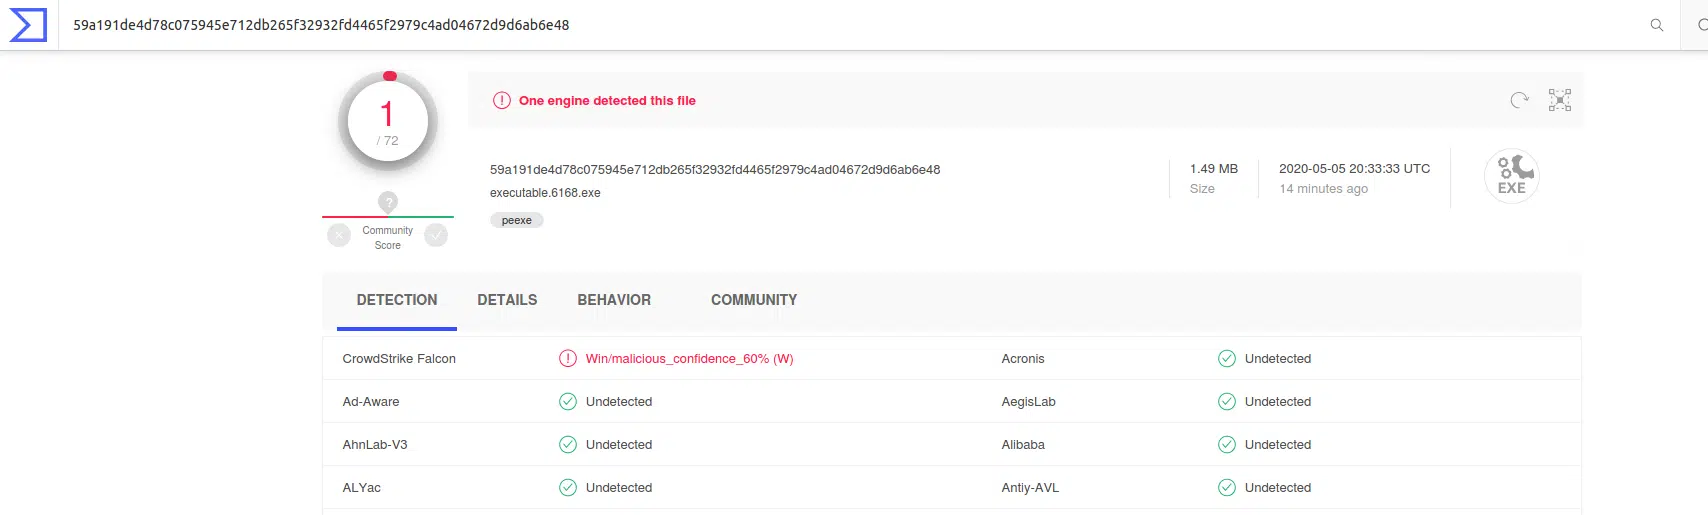 59a191de4d78c075945e712db265f32932fd4465f2979c4ad04672d9d6ab6e48
1
/ 72
One engine detected this file
59a191de4d78c075945e712db265f32932fd4465f2979c4ad04672d9d6ab6e48
executable.6168.exe
peexe
1.49 MB
Size
2020-05-05 20:33:33 UTC
14 minutes ago
EXE
?
Community
Score
DETECTION DETAILS BEHAVIOR COMMUNITY
CrowdStrike Falcon Win/malicious_confidence_60% (W) Acronis Undetected
Ad-Aware Undetected AegisLab Undetected
AhnLab-V3 Undetected Alibaba Undetected
ALYac Undetected Antiy-AVL Undetected